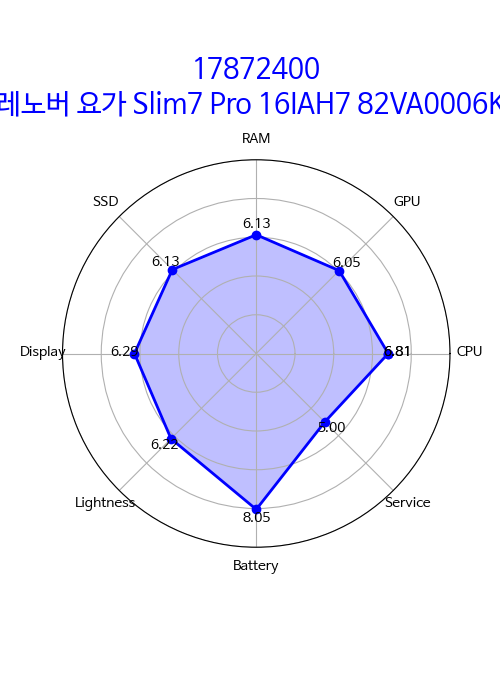 17872400
레노버 요가 Slim7 Pro 16IAH7 82VA0006K
RAM
SSD
GPU
6.13
6.13
6.05
Display
6.29
6.81
CPU
6.22
5.00
Lightness
Service
8.05
Battery